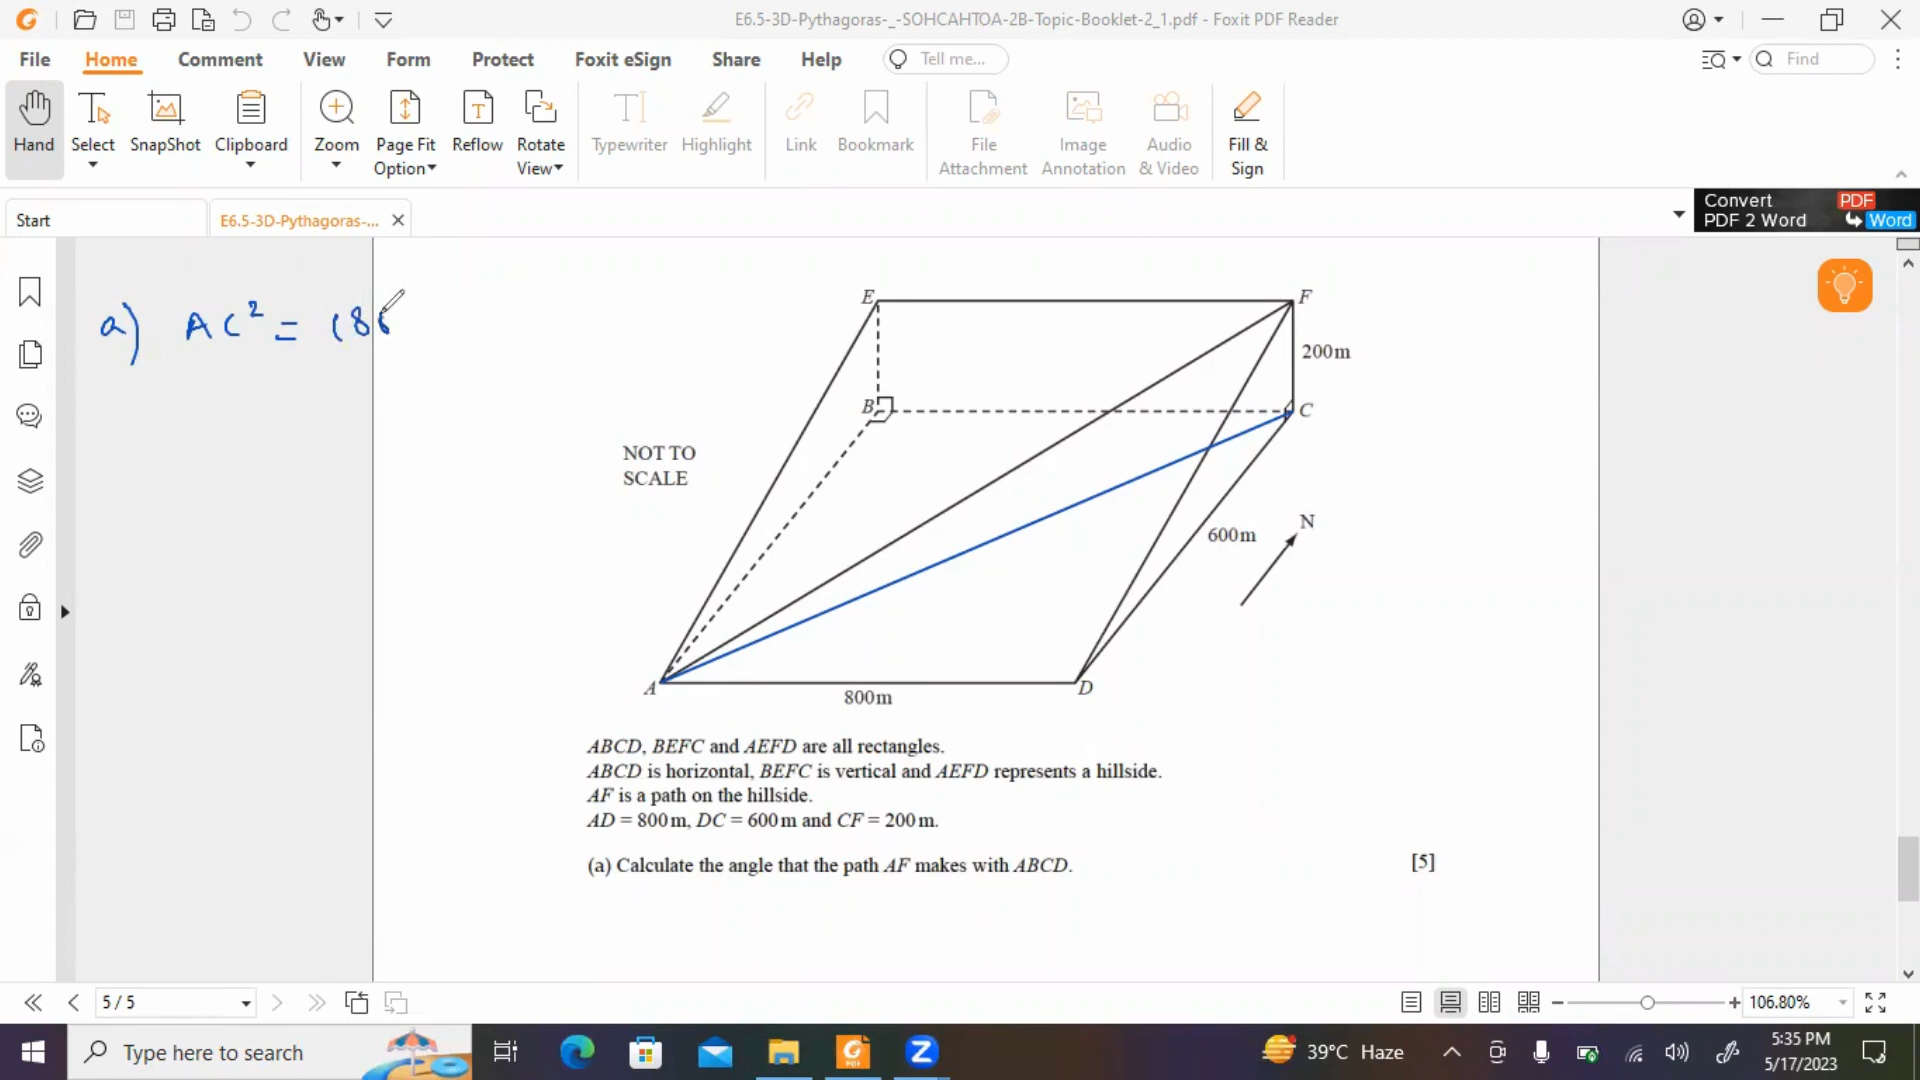 E6.5-3D-Pythagoras-_-SOHCAHTOA-2B-Topic-Booklet-2_1.pdf - Foxit PDF Reader
File Home Comment View Form Protect Foxit eSign Share Help Tell me... Find
Hand Select SnapShot Clipboard Zoom Page Fit Option Reflow Rotate View Typewriter Highlight Link Bookmark File Attachment Image Annotation Audio & Video Fill & Sign
Start E6.5-3D-Pythagoras-...
Convert PDF 2 Word PDF Word
a) AC² = (80
E F
200m
B C
NOT TO
SCALE
N
600m
A D
800m
ABCD, BEFC and AEFD are all rectangles.
ABCD is horizontal, BEFC is vertical and AEFD represents a hillside.
AF is a path on the hillside.
AD = 800 m, DC = 600 m and CF = 200 m.
(a) Calculate the angle that the path AF makes with ABCD. [5]
5 / 5 106.80%
Type here to search 39°C Haze 5:35 PM
5/17/2023